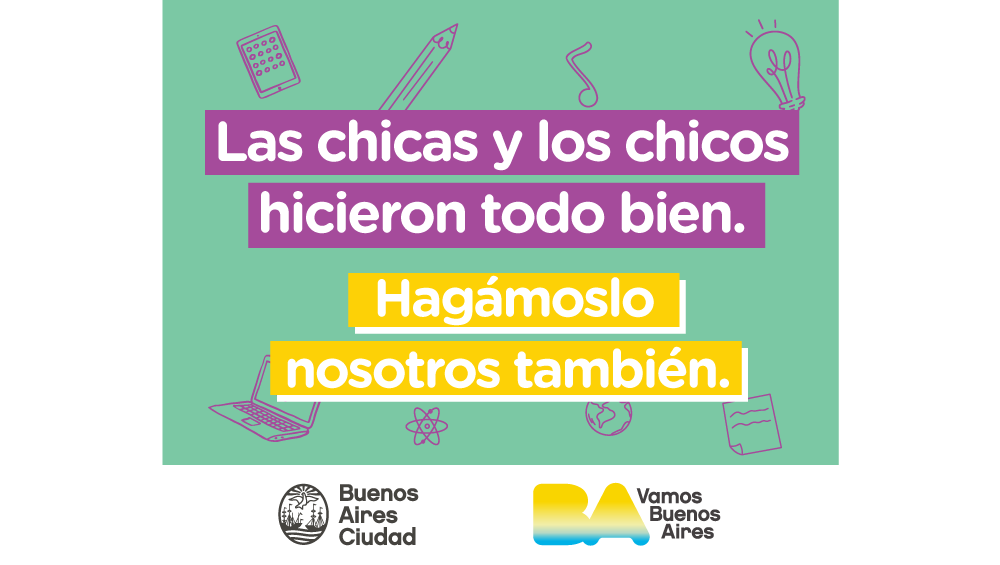 Las chicas y los chicos
hicieron todo bien.
Hagámoslo
nosotros también.
Buenos
Aires
Ciudad
BA
Vamos
Buenos
Aires